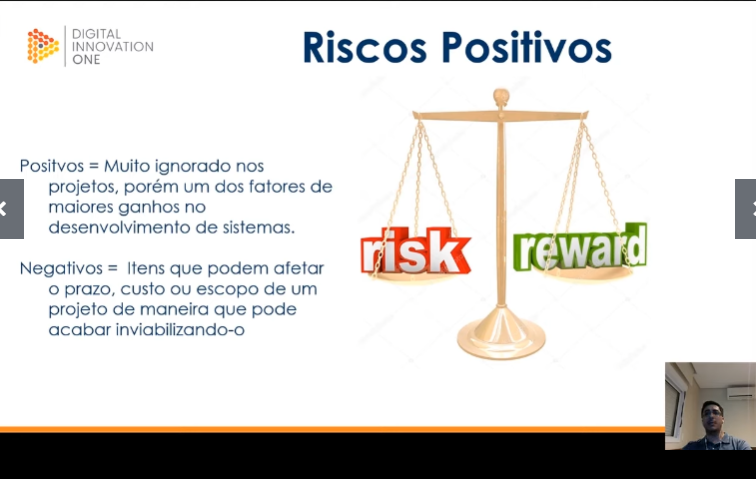 DIGITAL
INNOVATION
ONE
Riscos Positivos
Positvos = Muito ignorado nos
projetos, porém um dos fatores de
maiores ganhos no
desenvolvimento de sistemas.
Negativos = Itens que podem afetar
o prazo, custo ou escopo de um
projeto de maneira que pode
acabar inviabilizando-o
risk
reward